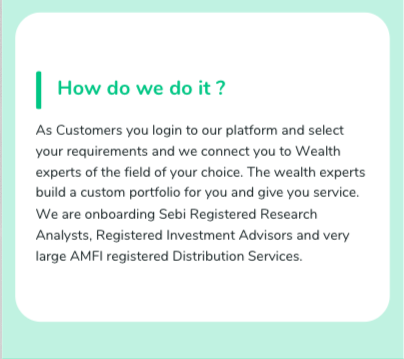 How do we do it ?
As Customers you login to our platform and select
your requirements and we connect you to Wealth
experts of the field of your choice. The wealth experts
build a custom portfolio for you and give you service.
We are onboarding Sebi Registered Research
Analysts, Registered Investment Advisors and very
large AMFI registered Distribution Services.